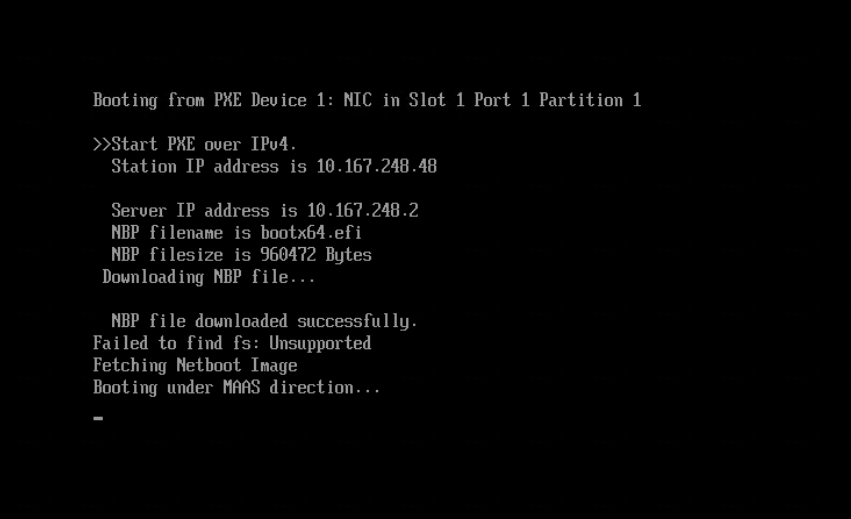 Booting from PXE Device 1: NIC in Slot 1 Port 1 Partition 1
>>Start PXE over IPv4.
Station IP address is 10.167.248.48
Server IP address is 10.167.248.2
NBP filename is bootx64.efi
NBP filesize is 960472 Bytes
Downloading NBP file...
NBP file downloaded successfully.
Failed to find fs: Unsupported
Fetching Netboot Image
Booting under MAAS direction...